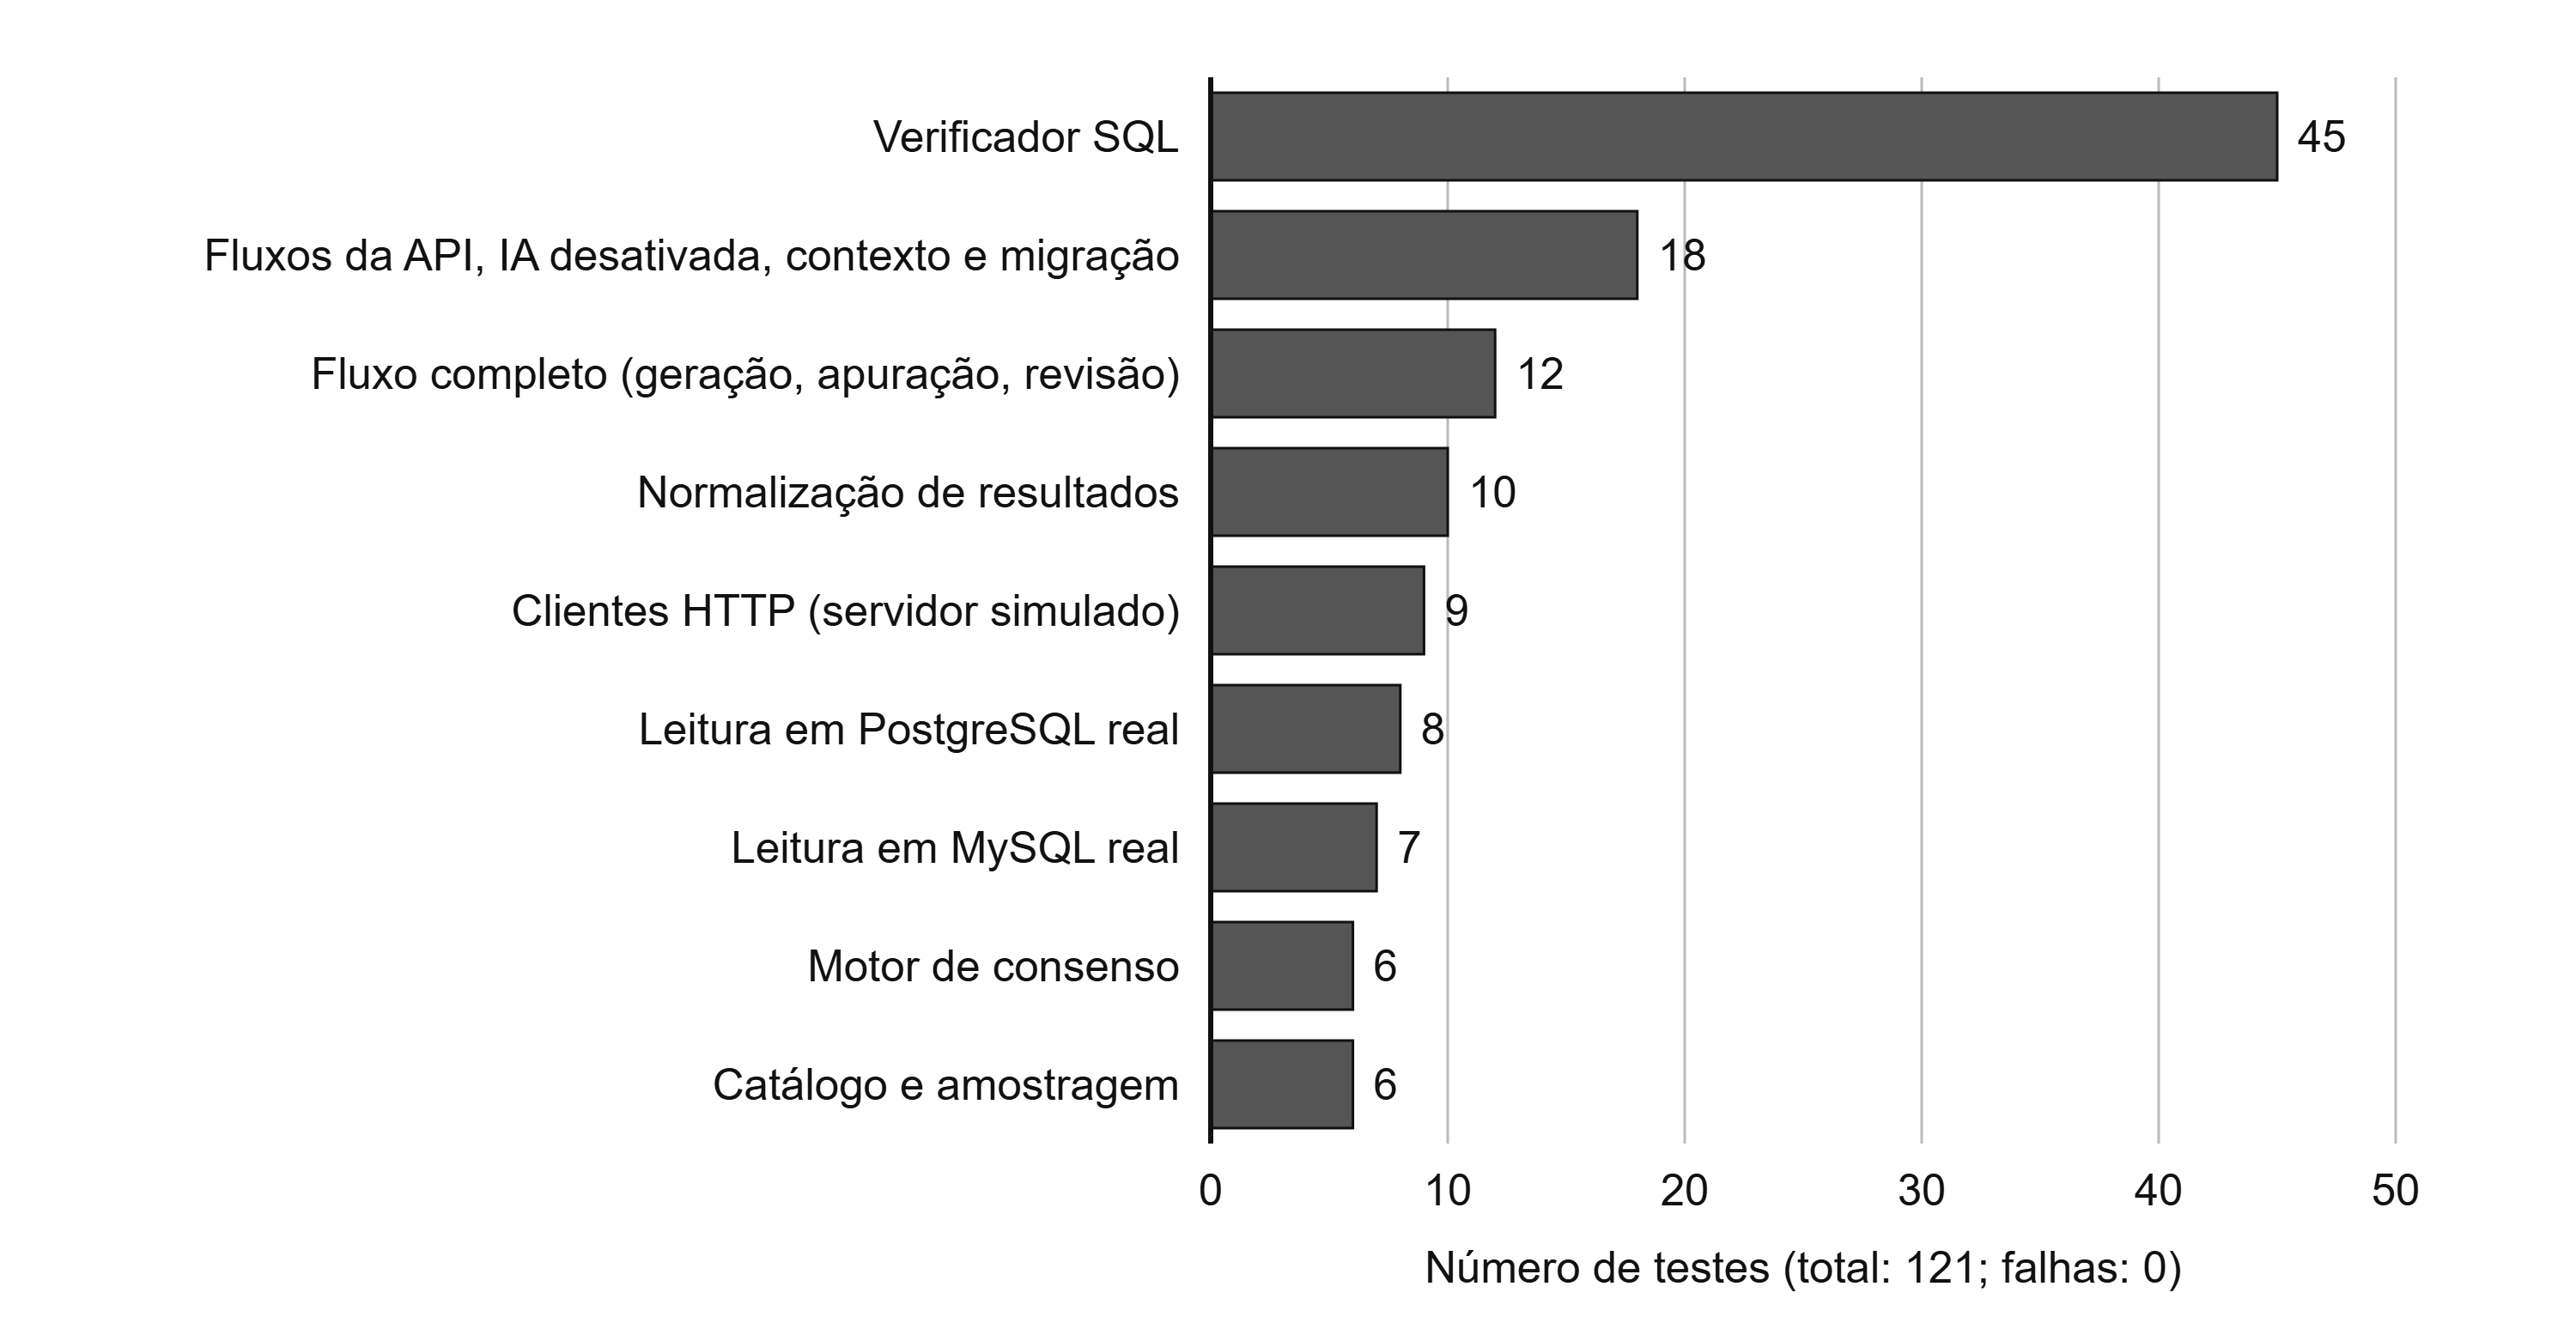 Verificador SQL 45
Fluxos da API, IA desativada, contexto e migração 18
Fluxo completo (geração, apuração, revisão) 12
Normalização de resultados 10
Clientes HTTP (servidor simulado) 9
Leitura em PostgreSQL real 8
Leitura em MySQL real 7
Motor de consenso 6
Catálogo e amostragem 6
0 10 20 30 40 50
Número de testes (total: 121; falhas: 0)